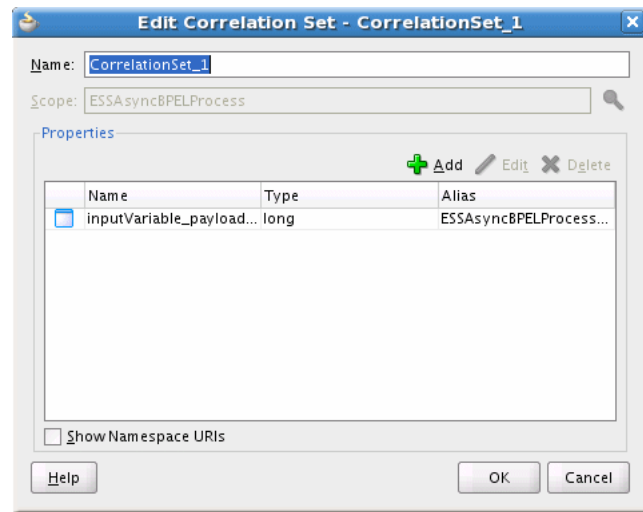 Edit Correlation Set - CorrelationSet_1
Name: CorrelationSet_1
Scope: ESSAsyncBPELProcess
Properties
Add Edit Delete
Name Type Alias
inputVariable_payload... long ESSAsyncBPELProcess...
Show Namespace URIs
Help OK Cancel